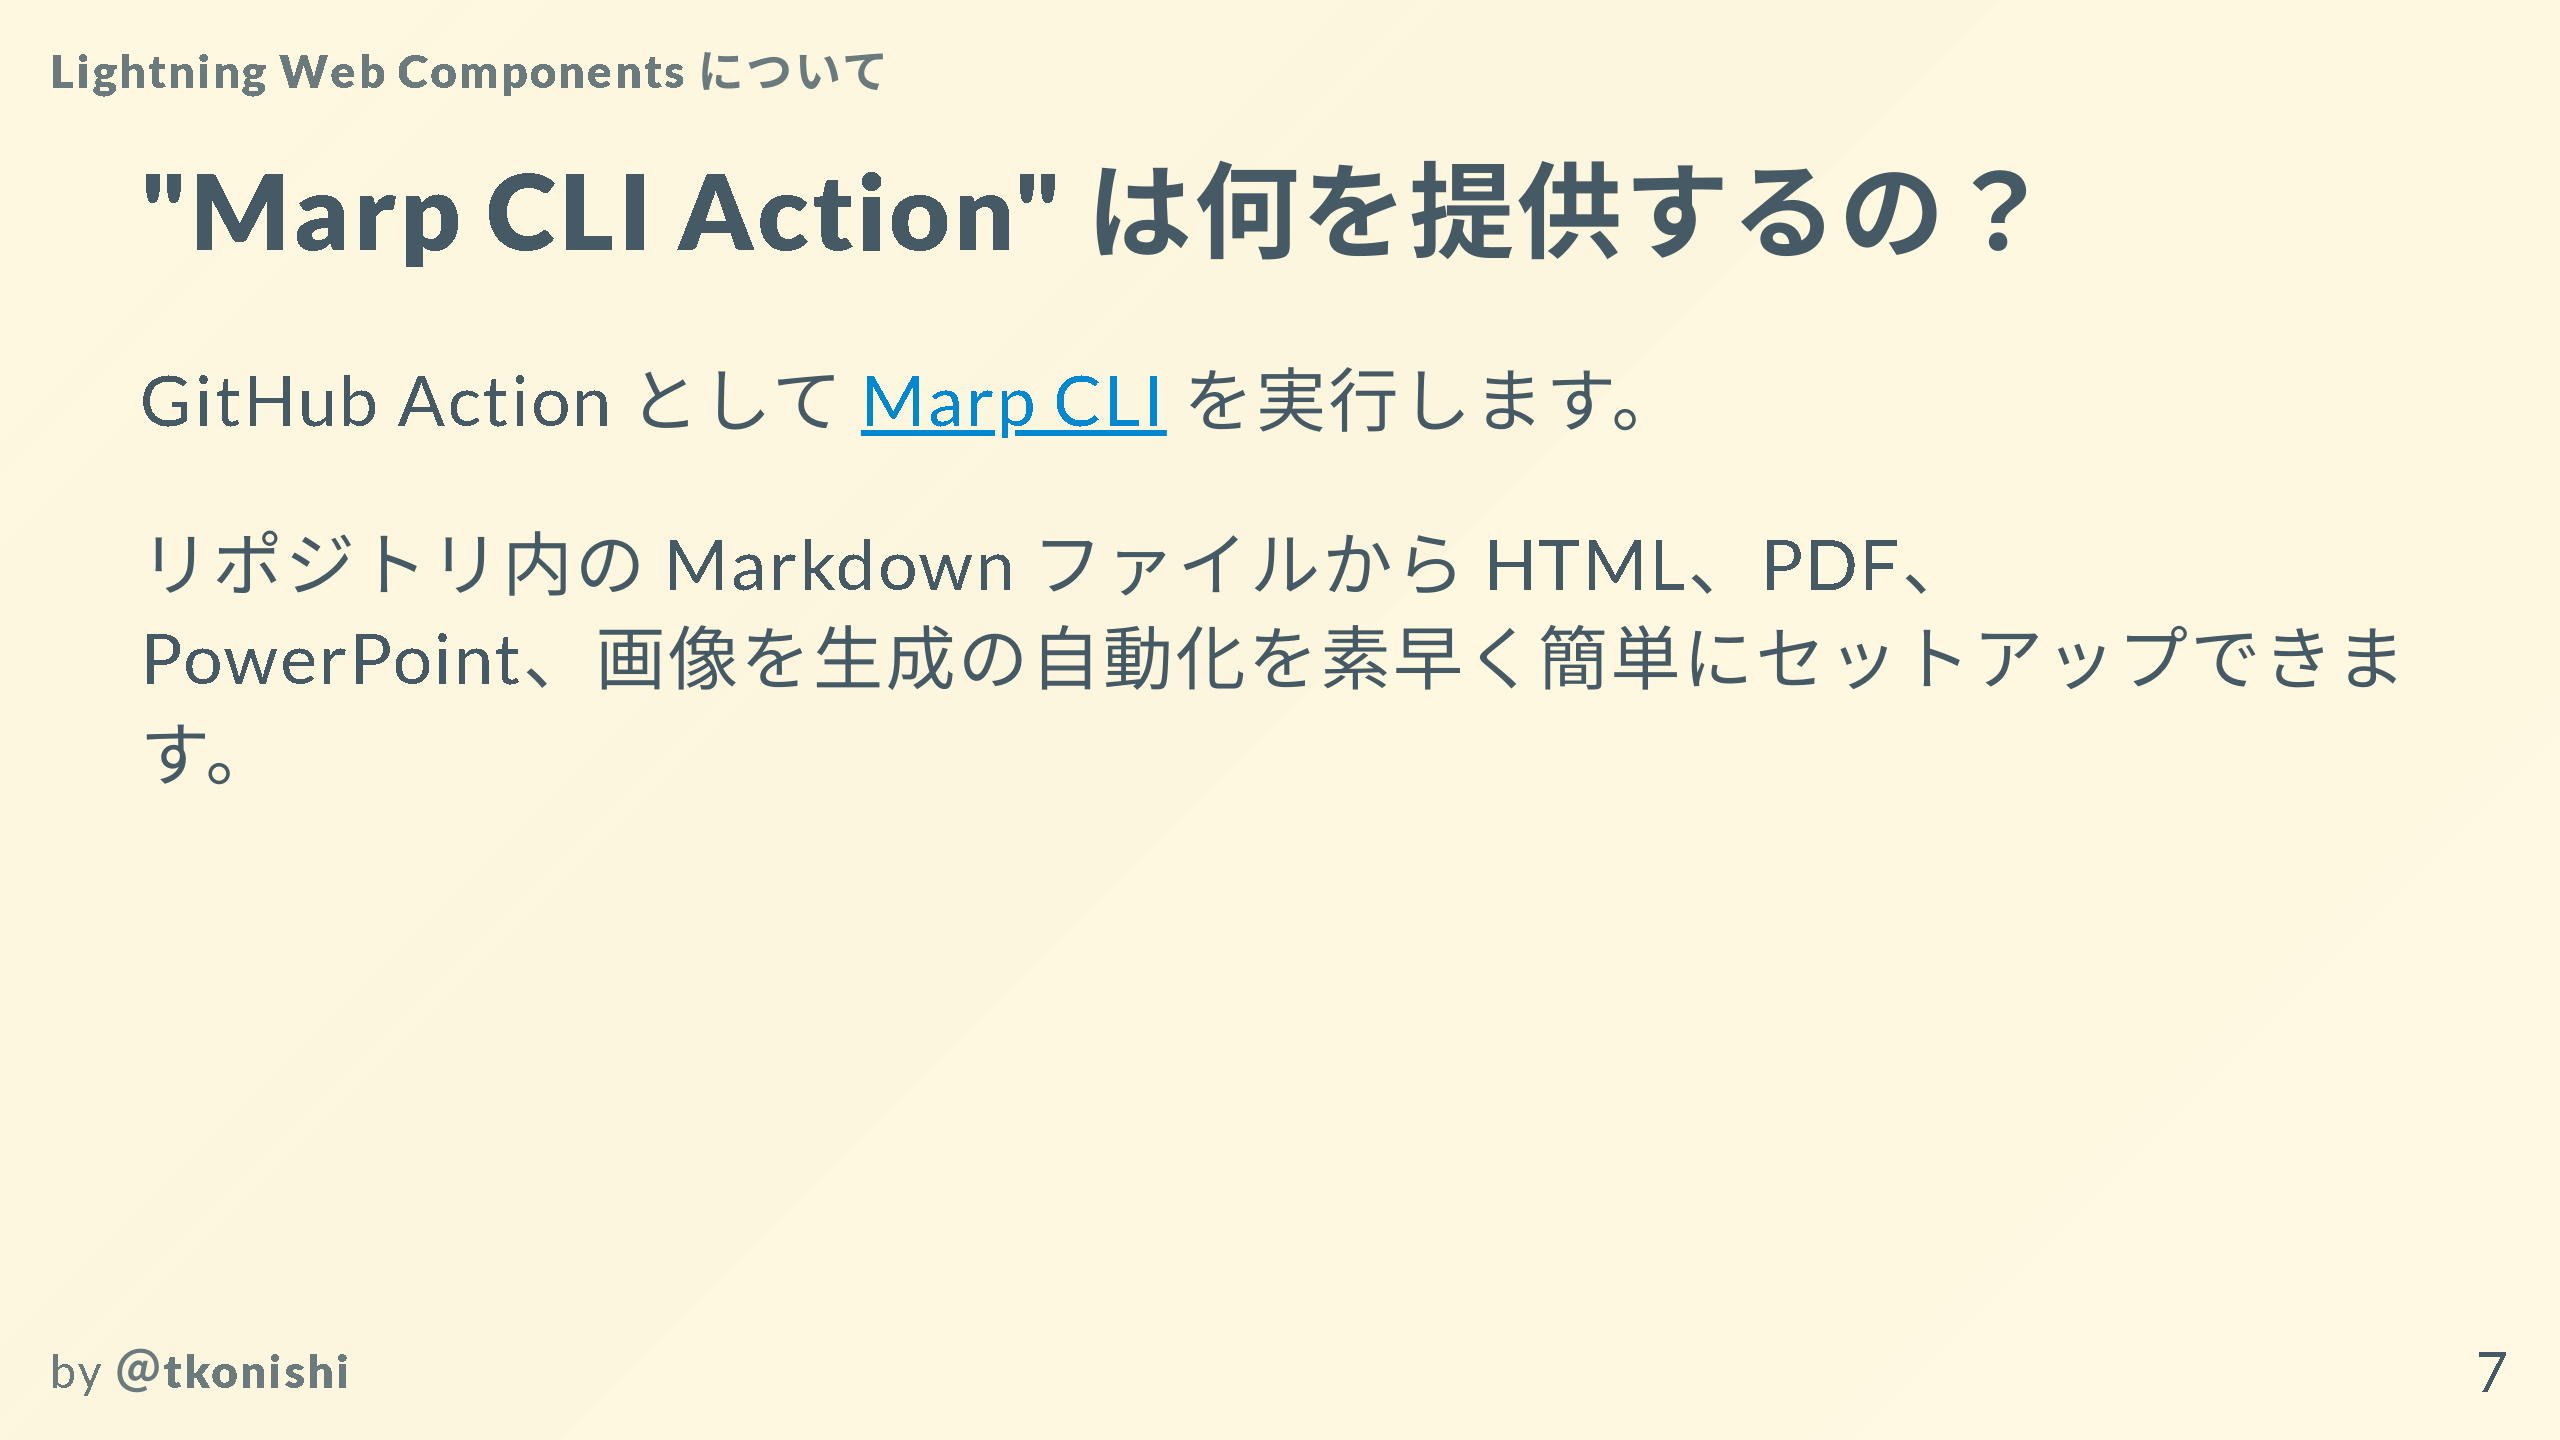 Lightning Web Components について
"Marp CLI Action" は何を提供するの？
GitHub Action として Marp CLI を実行します。
リポジトリ内の Markdown ファイルから HTML、PDF、
PowerPoint、画像を生成の自動化を素早く簡単にセットアップできま
す。
by ＠tkonishi
7